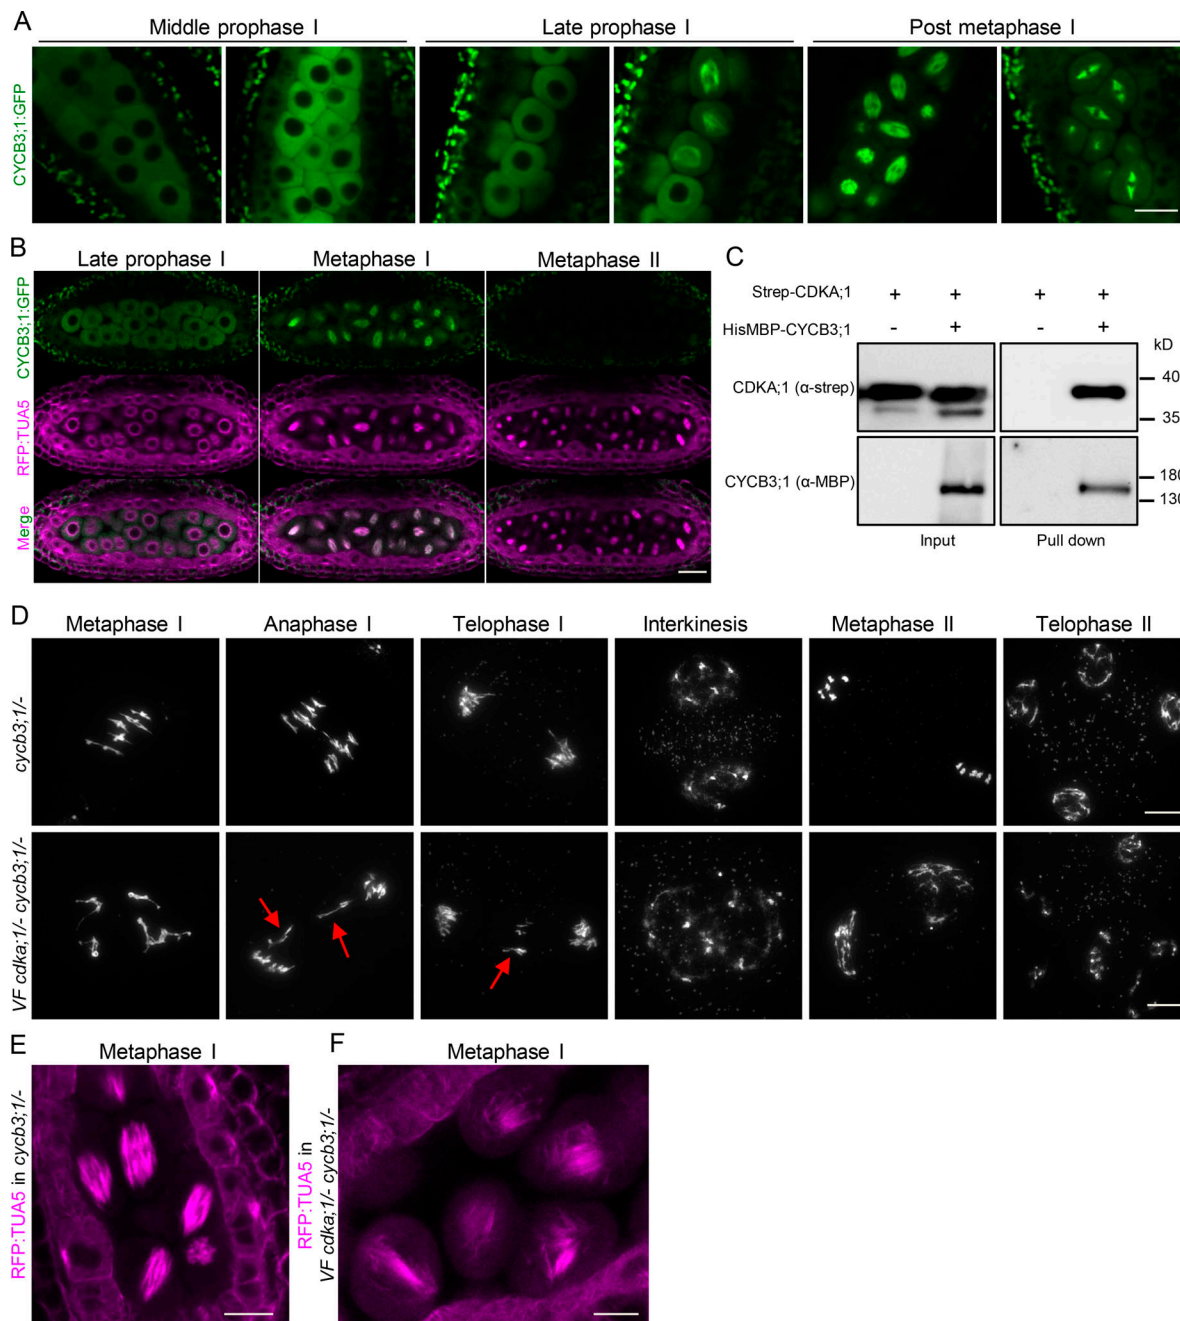 A
Middle prophase I
Late prophase I
Post metaphase I
CYCB3;1:GFP
B
Late prophase I
Metaphase I
Metaphase II
CYCB3;1:GFP
RFP:TUA5
Merge
C
Strep-CDKA;1
+ + + +
HisMBP-CYCB3;1
- + - +
kD
CDKA;1 (α-strep)
40
35
CYCB3;1 (α-MBP)
180
130
Input
Pull down
D
Metaphase I
Anaphase I
Telophase I
Interkinesis
Metaphase II
Telophase II
cycb3;1/-
VF cdka;1/- cycb3;1/-
E
Metaphase I
RFP:TUA5 in cycb3;1/-
F
Metaphase I
RFP:TUA5 in
VF cdka;1/- cycb3;1/-